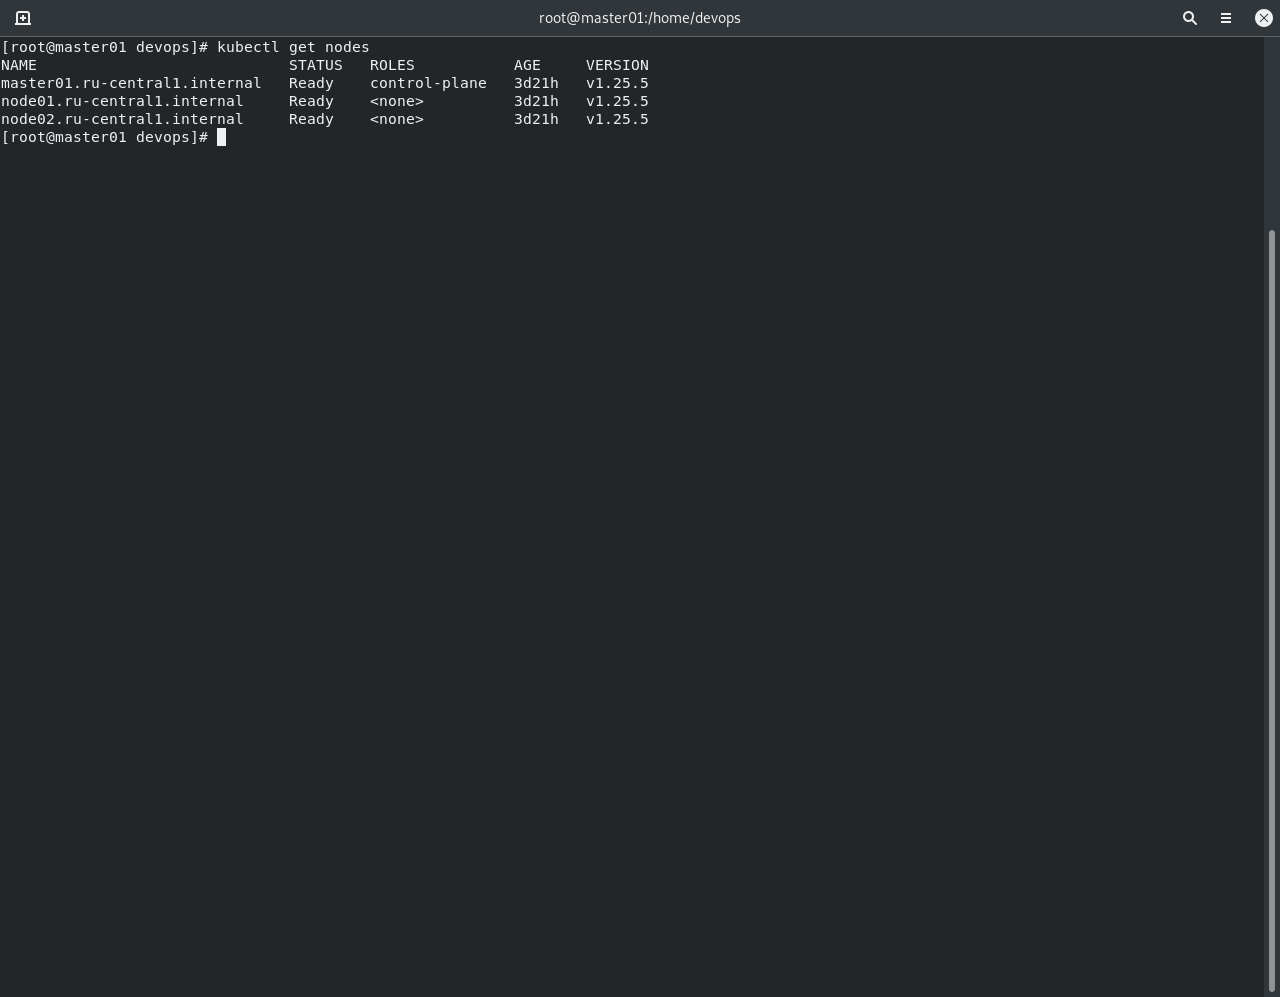 root@master01:/home/devops
[root@master01 devops]# kubectl get nodes
NAME                            STATUS   ROLES           AGE     VERSION
master01.ru-central1.internal   Ready    control-plane   3d21h   v1.25.5
node01.ru-central1.internal     Ready    <none>          3d21h   v1.25.5
node02.ru-central1.internal     Ready    <none>          3d21h   v1.25.5
[root@master01 devops]#